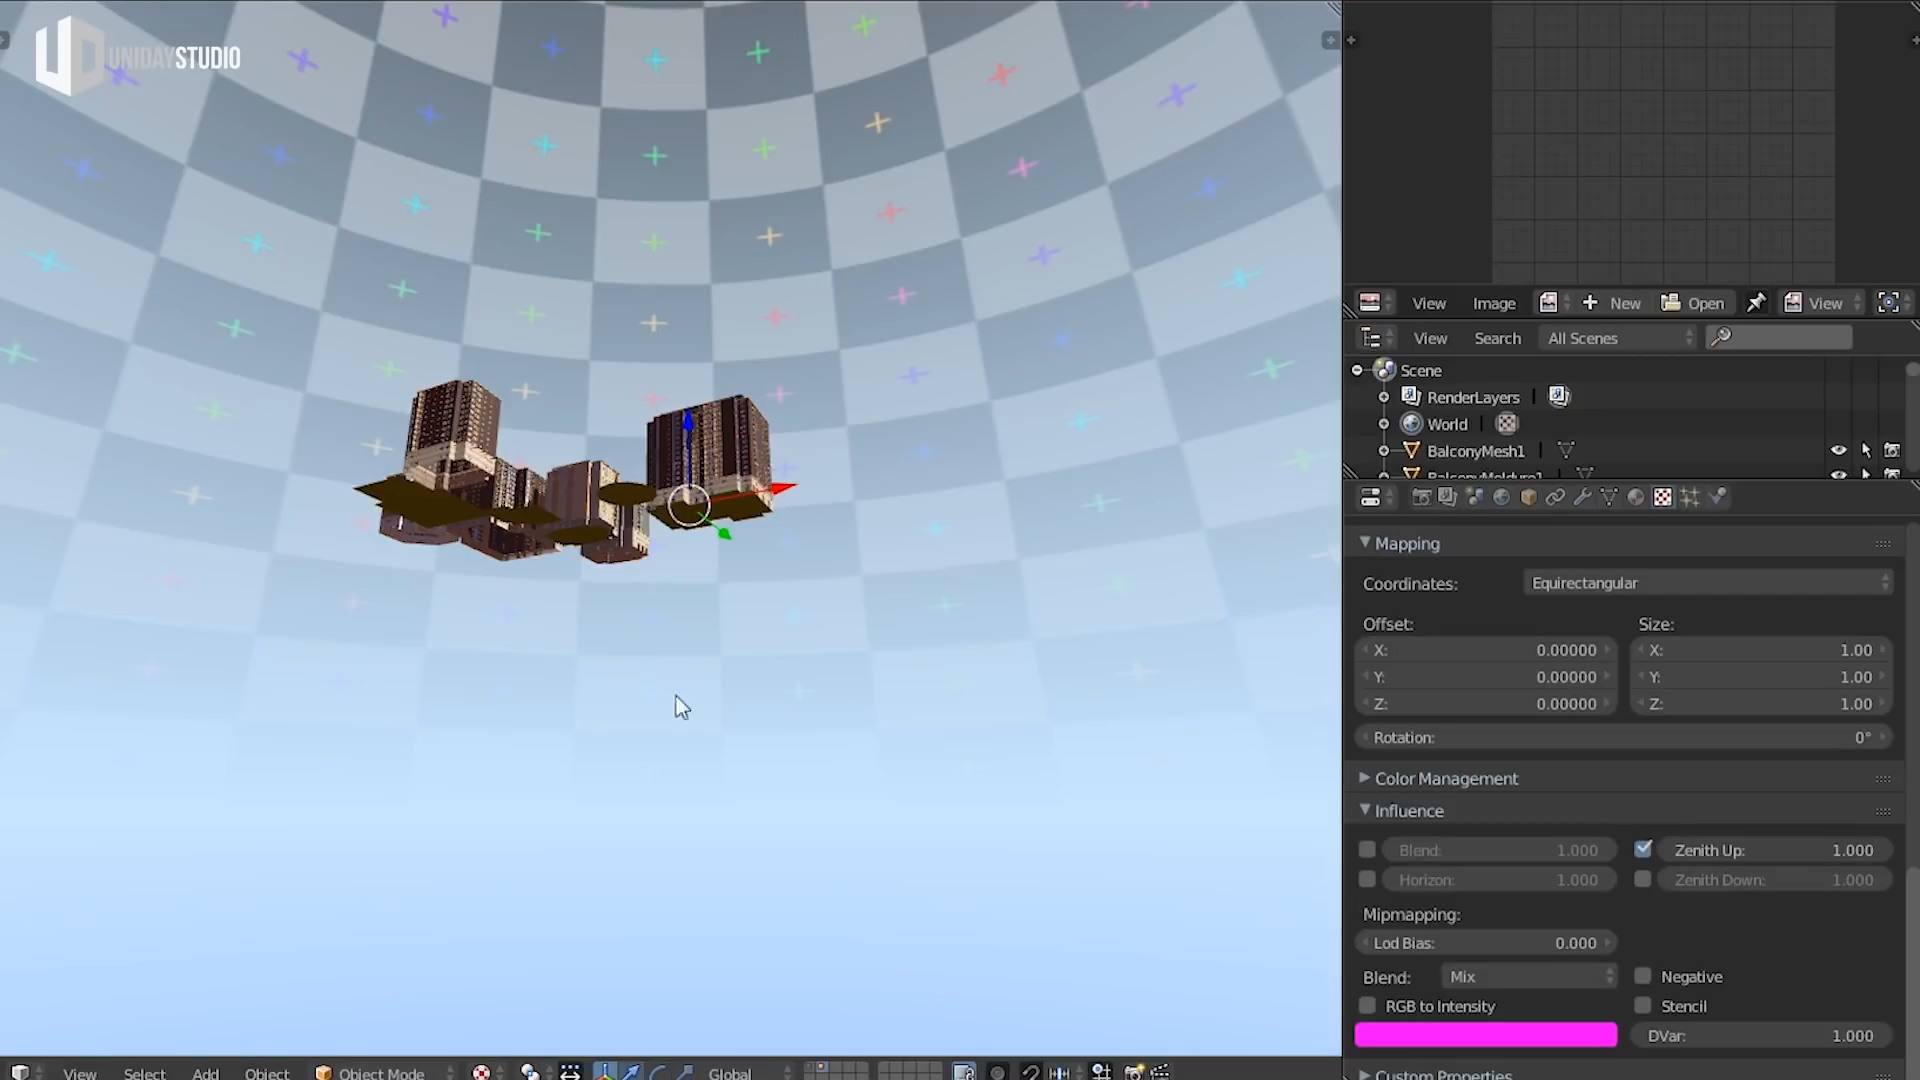 UNIDAYSTUDIO
View Image New Open View
View Search All Scenes
Scene
RenderLayers
World
BalconyMesh1
BalconyMoldure1
Mapping
Coordinates: Equirectangular
Offset: Size:
X: 0.00000 X: 1.00
Y: 0.00000 Y: 1.00
Z: 0.00000 Z: 1.00
Rotation: 0°
Color Management
Influence
Blend: 1.000 Zenith Up: 1.000
Horizon: 1.000 Zenith Down: 1.000
Mipmapping:
Lod Bias: 0.000
Blend: Mix Negative
RGB to Intensity Stencil
DVar: 1.000
Custom Properties
View Select Add Object Object Mode Global